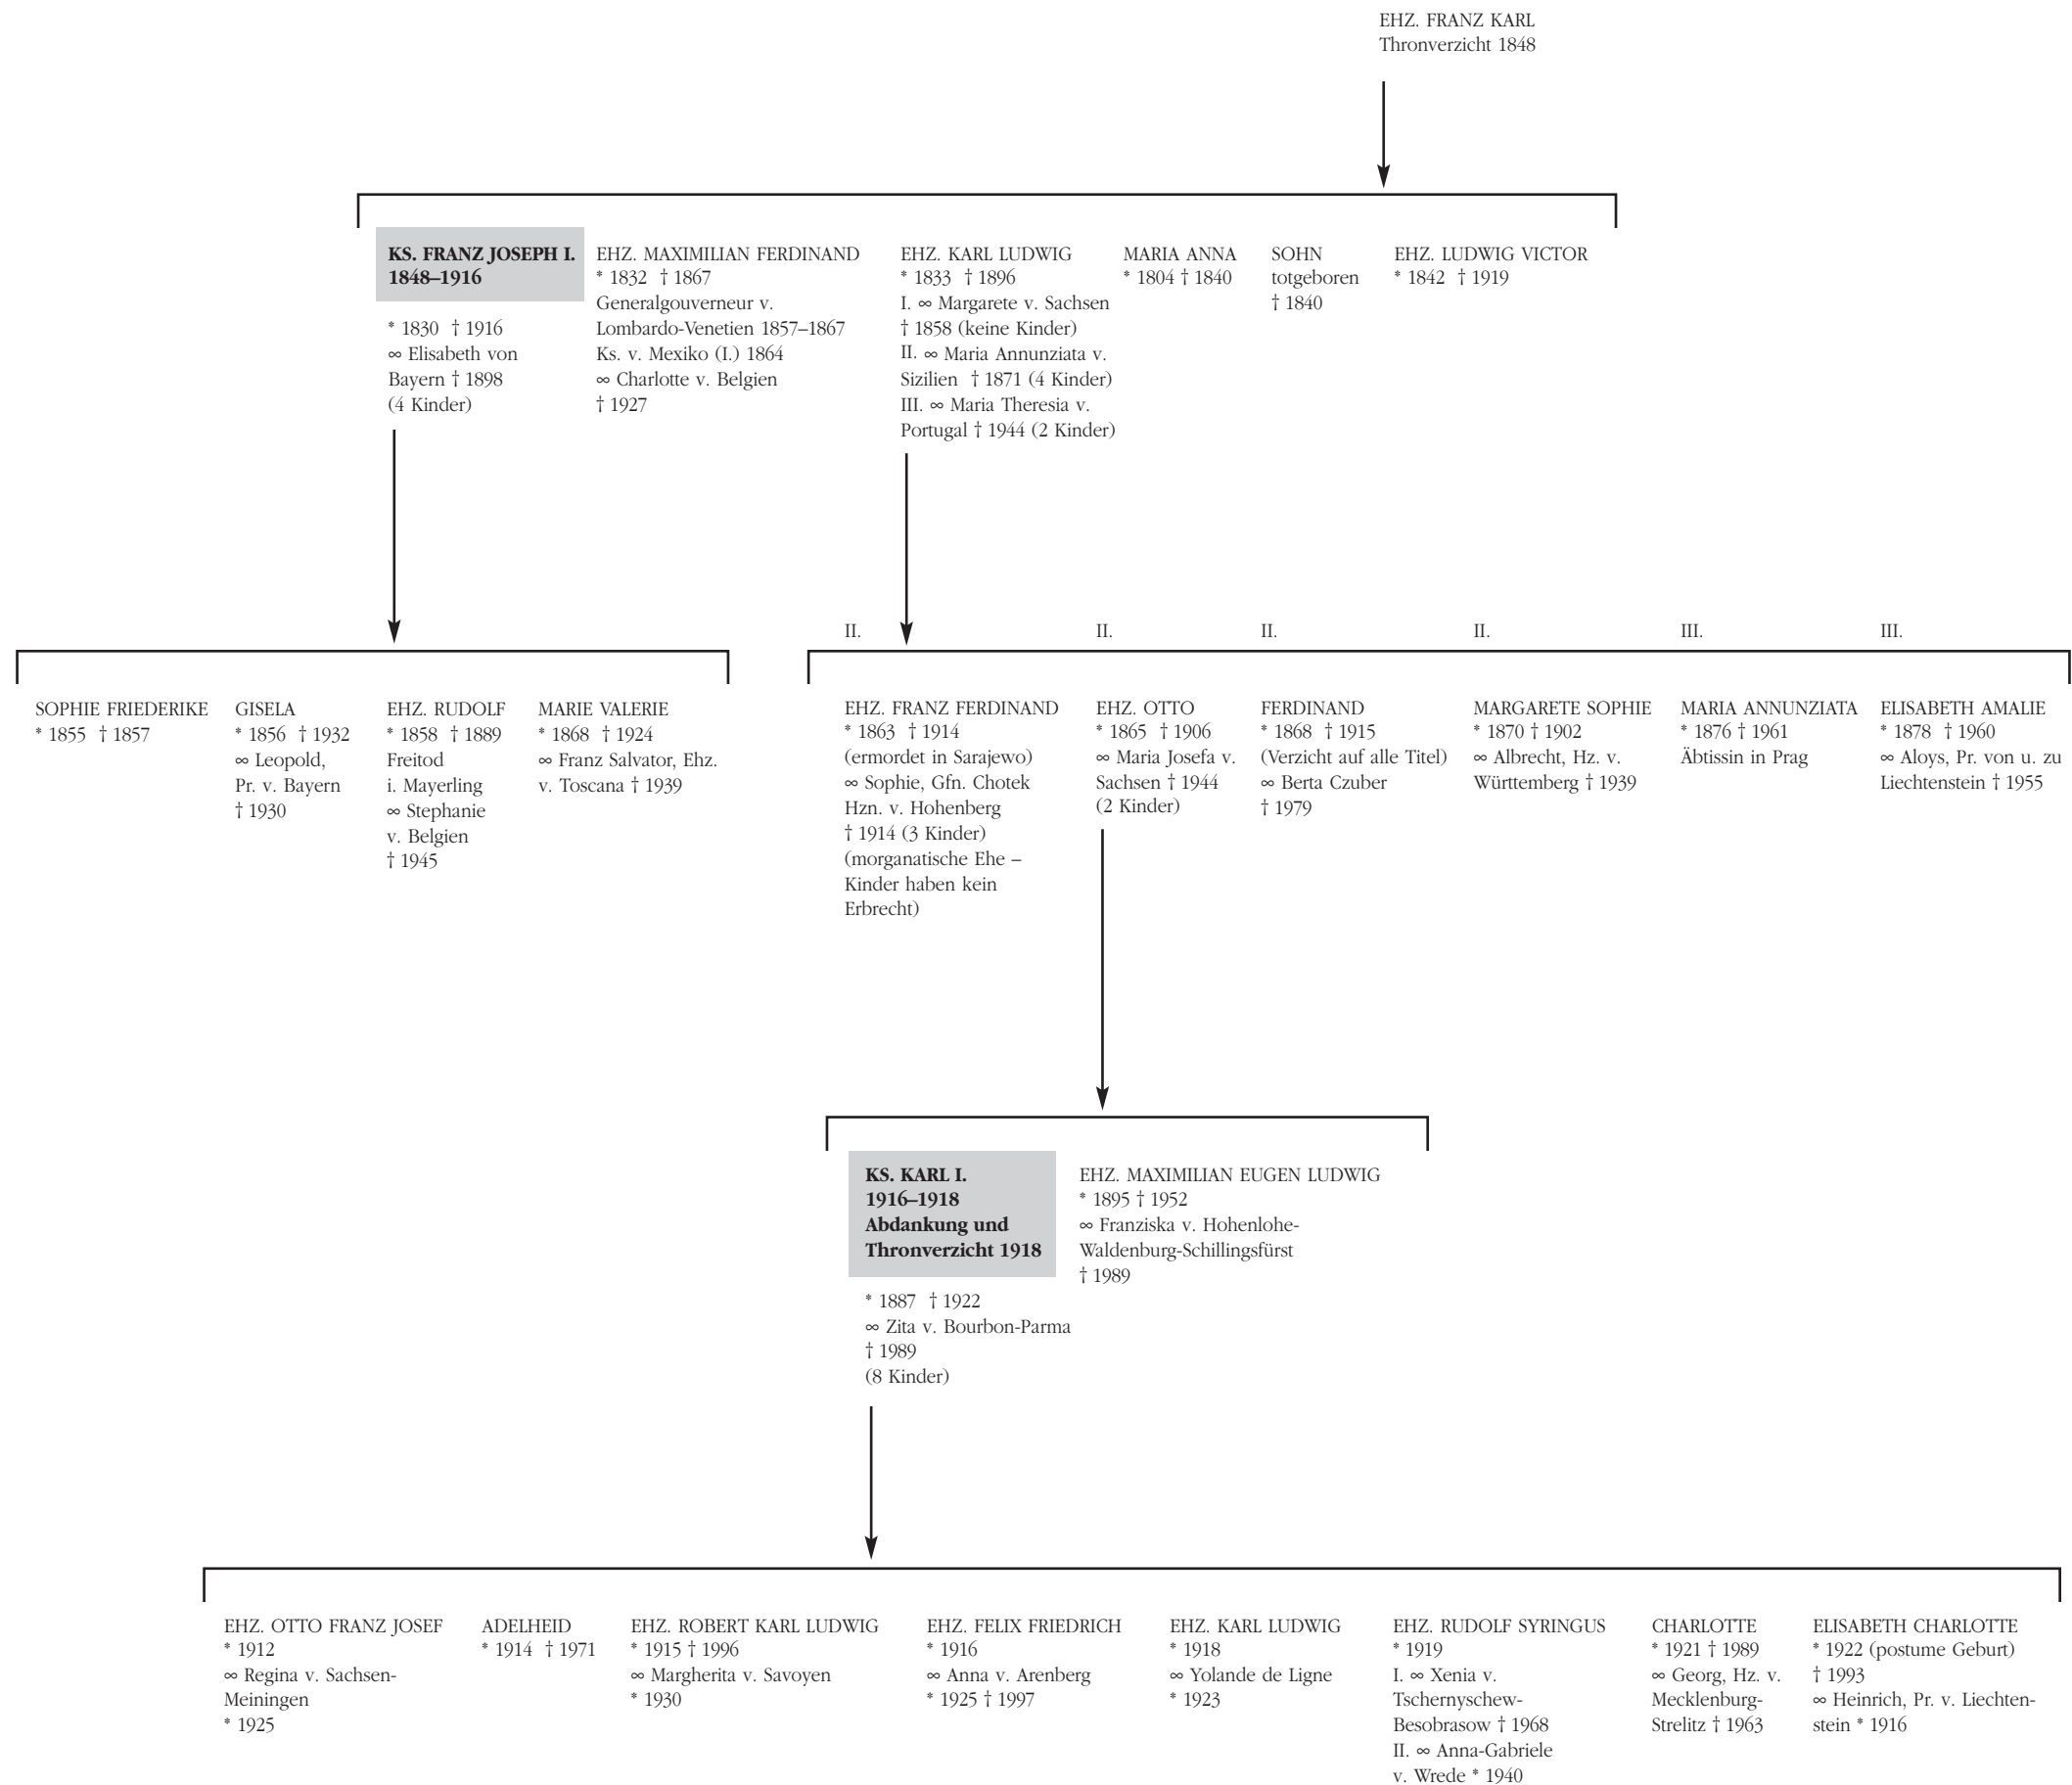 EHZ. FRANZ KARL
Thronverzicht 1848
KS. FRANZ JOSEPH I.
1848–1916
* 1830 † 1916
∞ Elisabeth von
Bayern † 1898
(4 Kinder)
EHZ. MAXIMILIAN FERDINAND
* 1832 † 1867
Generalgouverneur v.
Lombardo-Venetien 1857–1867
Ks. v. Mexiko (I.) 1864
∞ Charlotte v. Belgien
† 1927
EHZ. KARL LUDWIG
* 1833 † 1896
I. ∞ Margarete v. Sachsen
† 1858 (keine Kinder)
II. ∞ Maria Annunziata v.
Sizilien † 1871 (4 Kinder)
III. ∞ Maria Theresia v.
Portugal † 1944 (2 Kinder)
MARIA ANNA
* 1804 † 1840
SOHN
totgeboren
† 1840
EHZ. LUDWIG VICTOR
* 1842 † 1919
SOPHIE FRIEDERIKE
* 1855 † 1857
GISELA
* 1856 † 1932
∞ Leopold,
Pr. v. Bayern
† 1930
EHZ. RUDOLF
* 1858 † 1889
Freitod
i. Mayerling
∞ Stephanie
v. Belgien
† 1945
MARIE VALERIE
* 1868 † 1924
∞ Franz Salvator, Ehz.
v. Toscana † 1939
II.
EHZ. FRANZ FERDINAND
* 1863 † 1914
(ermordet in Sarajewo)
∞ Sophie, Gfn. Chotek
Hzn. v. Hohenberg
† 1914 (3 Kinder)
(morganatische Ehe –
Kinder haben kein
Erbrecht)
II.
EHZ. OTTO
* 1865 † 1906
∞ Maria Josefa v.
Sachsen † 1944
(2 Kinder)
II.
FERDINAND
* 1868 † 1915
(Verzicht auf alle Titel)
∞ Berta Czuber
† 1979
II.
MARGARETE SOPHIE
* 1870 † 1902
∞ Albrecht, Hz. v.
Württemberg † 1939
III.
MARIA ANNUNZIATA
* 1876 † 1961
Äbtissin in Prag
III.
ELISABETH AMALIE
* 1878 † 1960
∞ Aloys, Pr. von u. zu
Liechtenstein † 1955
KS. KARL I.
1916–1918
Abdankung und
Thronverzicht 1918
* 1887 † 1922
∞ Zita v. Bourbon-Parma
† 1989
(8 Kinder)
EHZ. MAXIMILIAN EUGEN LUDWIG
* 1895 † 1952
∞ Franziska v. Hohenlohe-
Waldenburg-Schillingsfürst
† 1989
EHZ. OTTO FRANZ JOSEF
* 1912
∞ Regina v. Sachsen-
Meiningen
* 1925
ADELHEID
* 1914 † 1971
EHZ. ROBERT KARL LUDWIG
* 1915 † 1996
∞ Margherita v. Savoyen
* 1930
EHZ. FELIX FRIEDRICH
* 1916
∞ Anna v. Arenberg
* 1925 † 1997
EHZ. KARL LUDWIG
* 1918
∞ Yolande de Ligne
* 1923
EHZ. RUDOLF SYRINGUS
* 1919
I. ∞ Xenia v.
Tschernyschew-
Besobrasow † 1968
II. ∞ Anna-Gabriele
v. Wrede * 1940
CHARLOTTE
* 1921 † 1989
∞ Georg, Hz. v.
Mecklenburg-
Strelitz † 1963
ELISABETH CHARLOTTE
* 1922 (postume Geburt)
† 1993
∞ Heinrich, Pr. v. Liechten-
stein * 1916